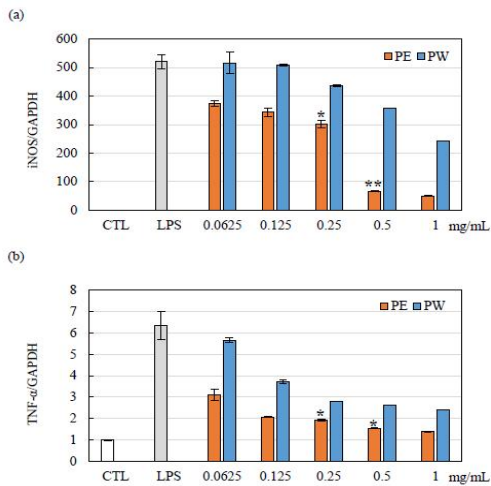 (a)
600
500
400
300
200
100
0
iNOS/GAPDH
PE PW
*
**
CTL LPS 0.0625 0.125 0.25 0.5 1 mg/mL
(b)
8
7
6
5
4
3
2
1
0
TNF-α/GAPDH
PE PW
*
*
CTL LPS 0.0625 0.125 0.25 0.5 1 mg/mL